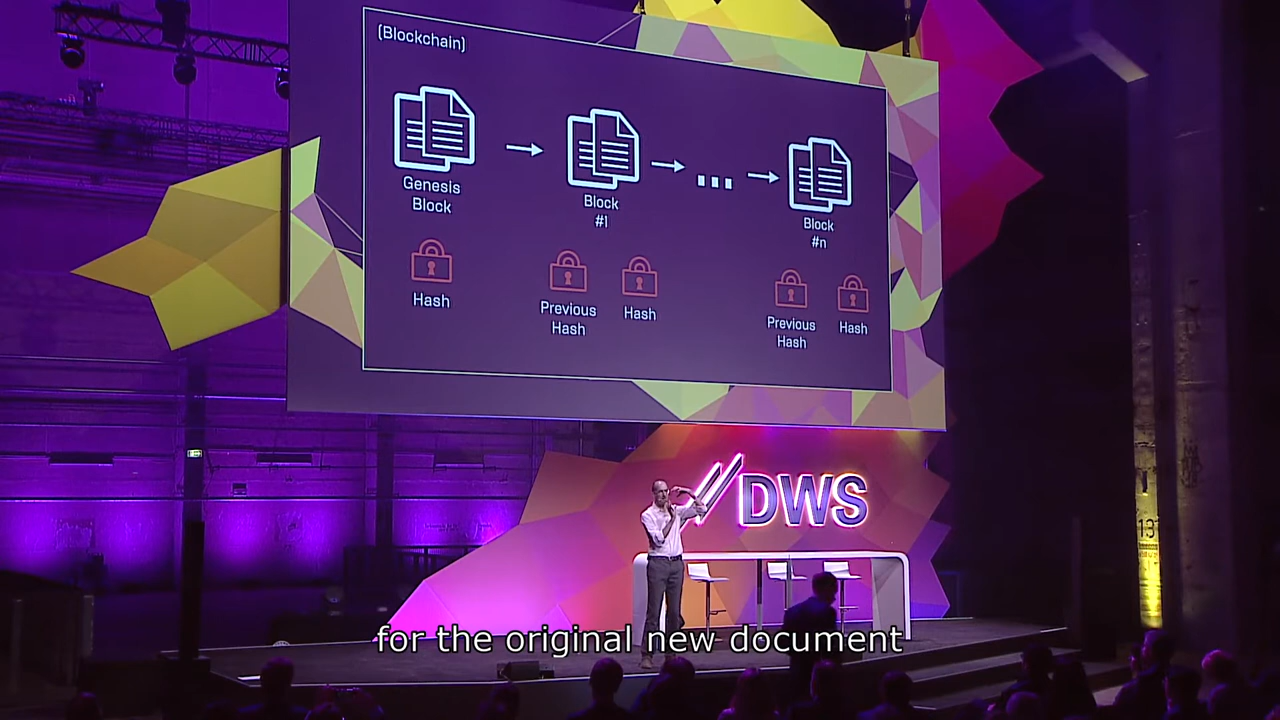 (Blockchain)
Genesis
Block
Block
#1
Block
#n
Hash
Previous
Hash
Hash
Previous
Hash
Hash
DWS
131
for the original new document